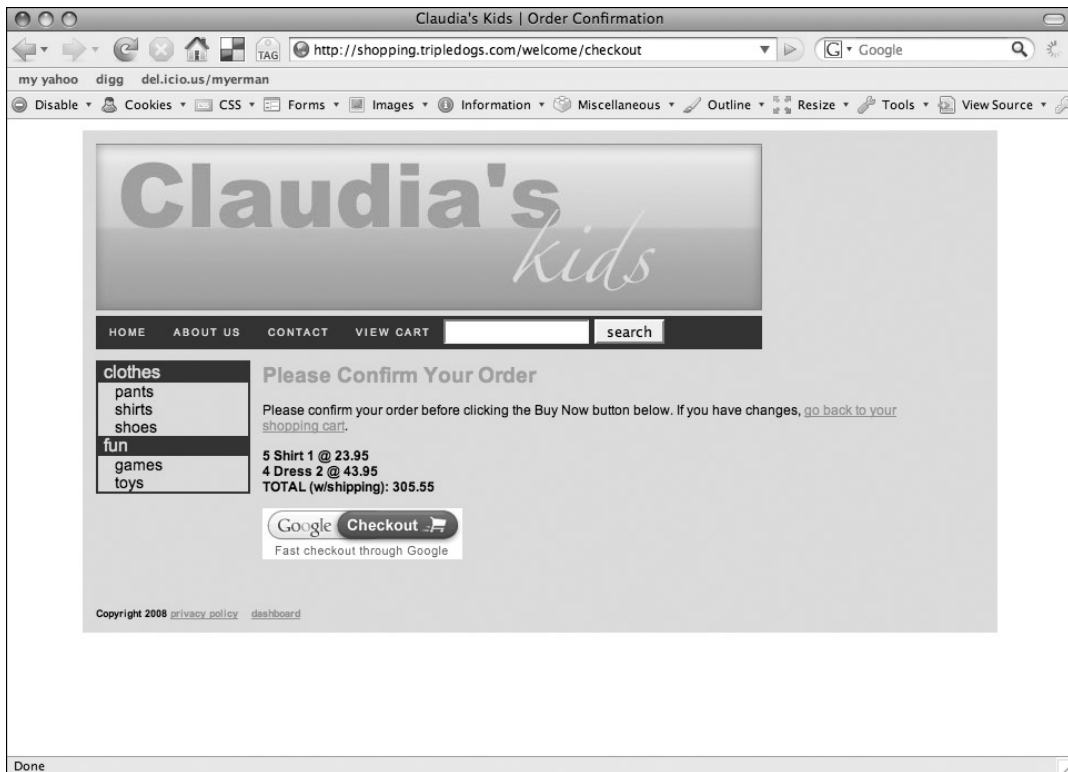 Claudia's Kids | Order Confirmation
TAG
http://shopping.tripledogs.com/welcome/checkout
G
Google
my yahoo digg del.icio.us/myerman
Disable Cookies CSS Forms Images Information Miscellaneous Outline Resize Tools View Source
Claudia's
kids
HOME ABOUT US CONTACT VIEW CART search
clothes
pants
shirts
shoes
fun
games
toys
Please Confirm Your Order
Please confirm your order before clicking the Buy Now button below. If you have changes, go back to your
shopping cart.
5 Shirt 1 @ 23.95
4 Dress 2 @ 43.95
TOTAL (w/shipping): 305.55
Google Checkout
Fast checkout through Google
Copyright 2008 privacy policy dashboard
Done